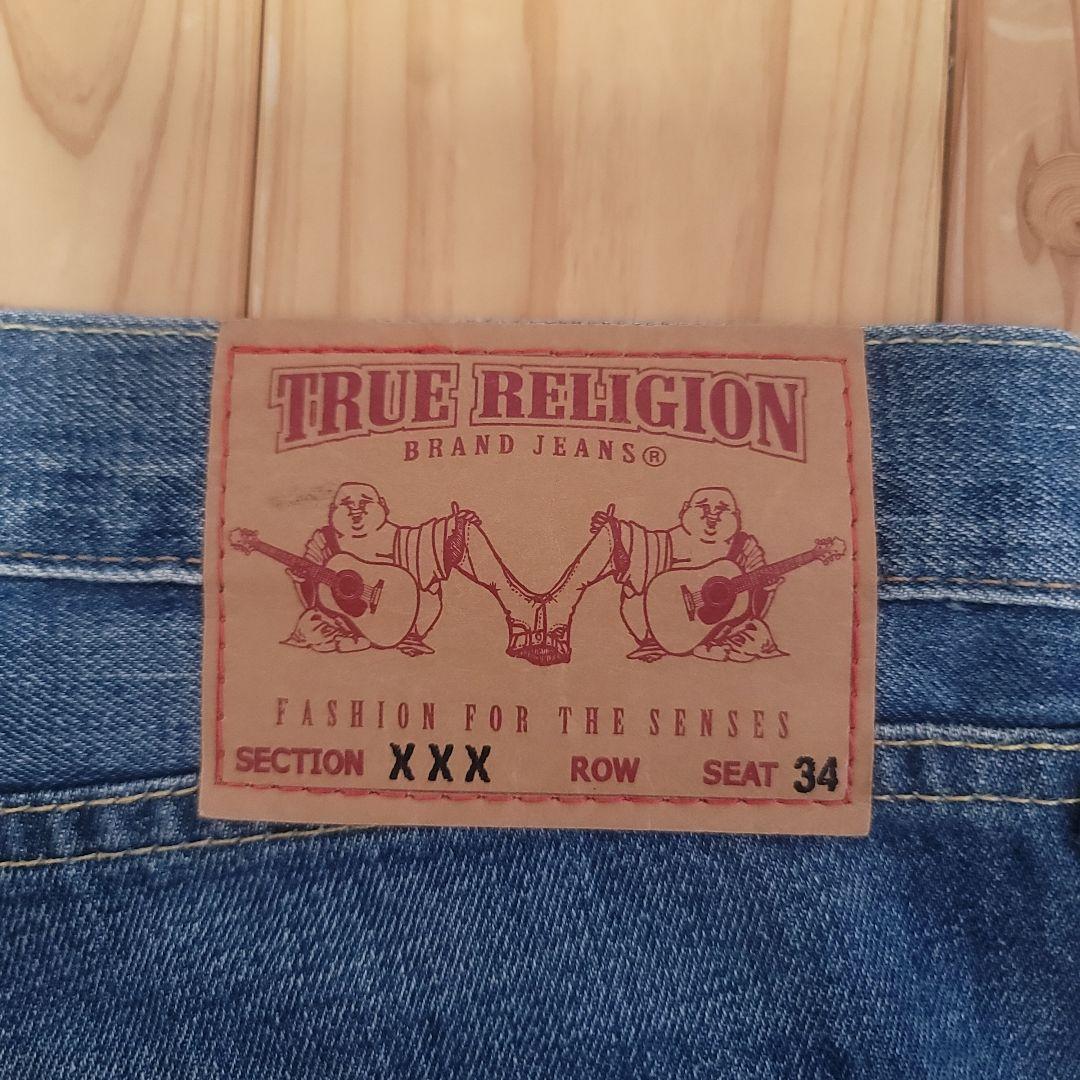 TRUE RELIGION
BRAND JEANS®
FASHION FOR THE SENSES
SECTION XXX ROW SEAT 34